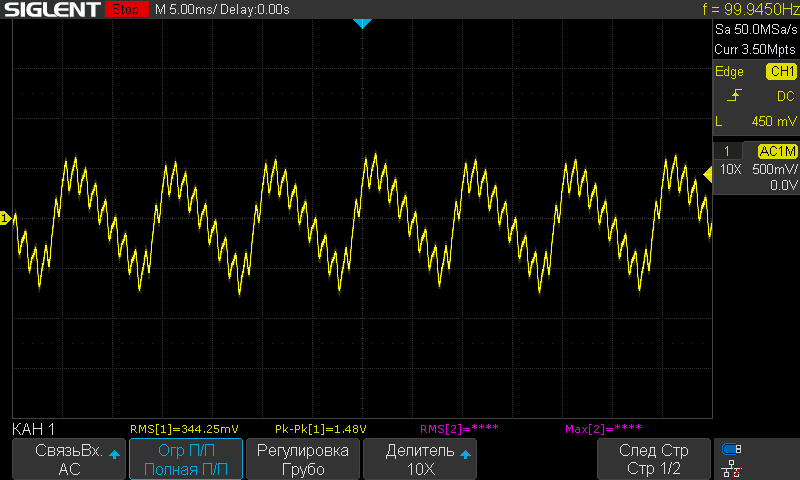 SIGLENT Stop M 5.00ms/ Delay:0.00s f = 99.9450Hz
Sa 50.0MSa/s
Curr 3.50Mpts
Edge CH1
DC
L 450 mV
1 AC1M
10X 500mV/
0.0V
1
КАН 1 RMS[1]=344.25mV Pk-Pk[1]=1.48V RMS[2]=**** Max[2]=****
СвязьВх. Огр П/П Регулировка Делитель След Стр
AC Полная П/П Грубо 10X Стр 1/2